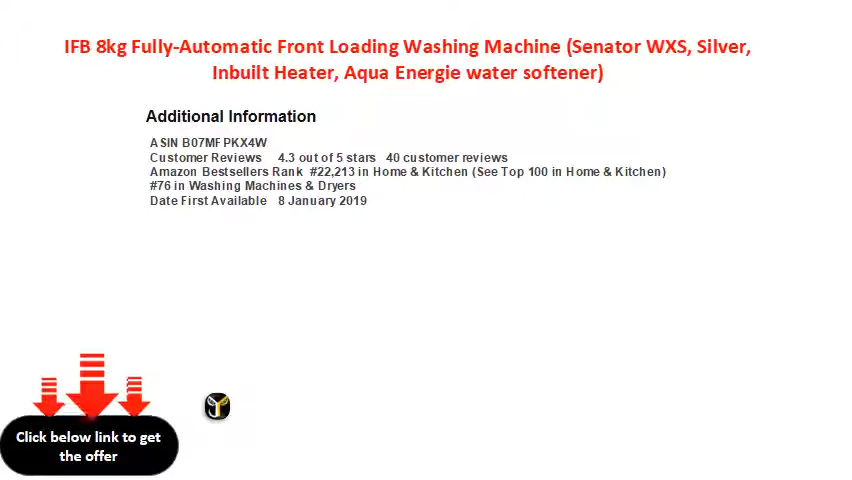 IFB 8kg Fully-Automatic Front Loading Washing Machine (Senator WXS, Silver,
Inbuilt Heater, Aqua Energie water softener)
Additional Information
ASIN B07MFPKX4W
Customer Reviews 4.3 out of 5 stars 40 customer reviews
Amazon Bestsellers Rank #22,213 in Home & Kitchen (See Top 100 in Home & Kitchen)
#76 in Washing Machines & Dryers
Date First Available 8 January 2019
Click below link to get
the offer